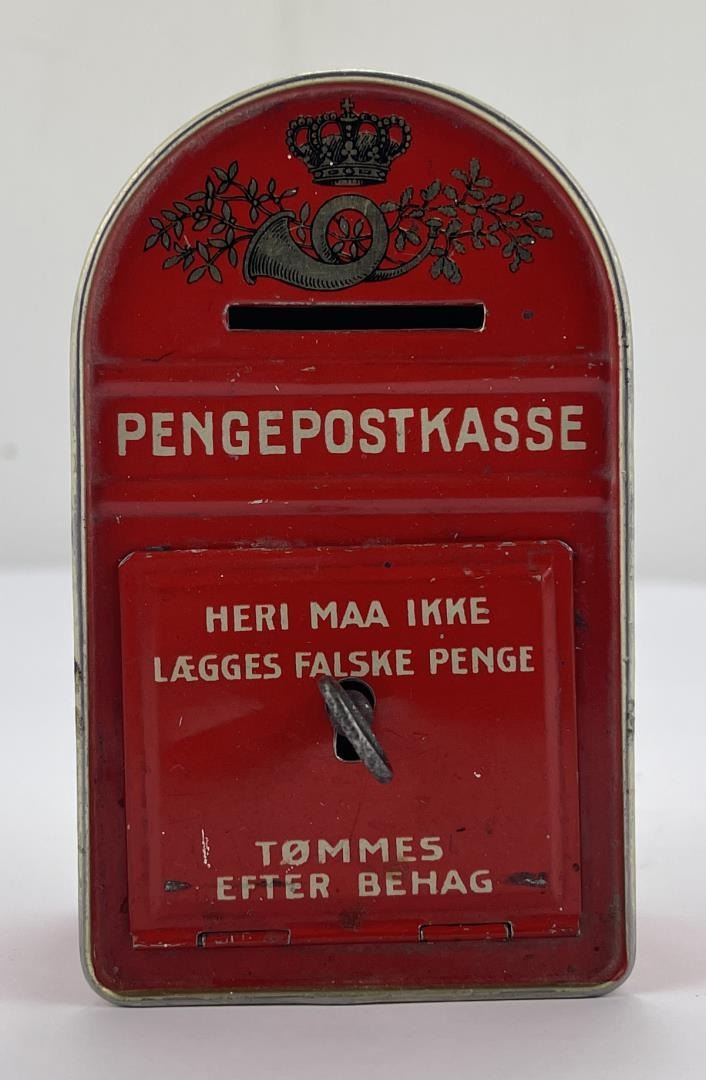 PENGEPOSTKASSE
HERI MAA IKKE
LÆGGES FALSKE PENGE
TØMMES
EFTER BEHAG